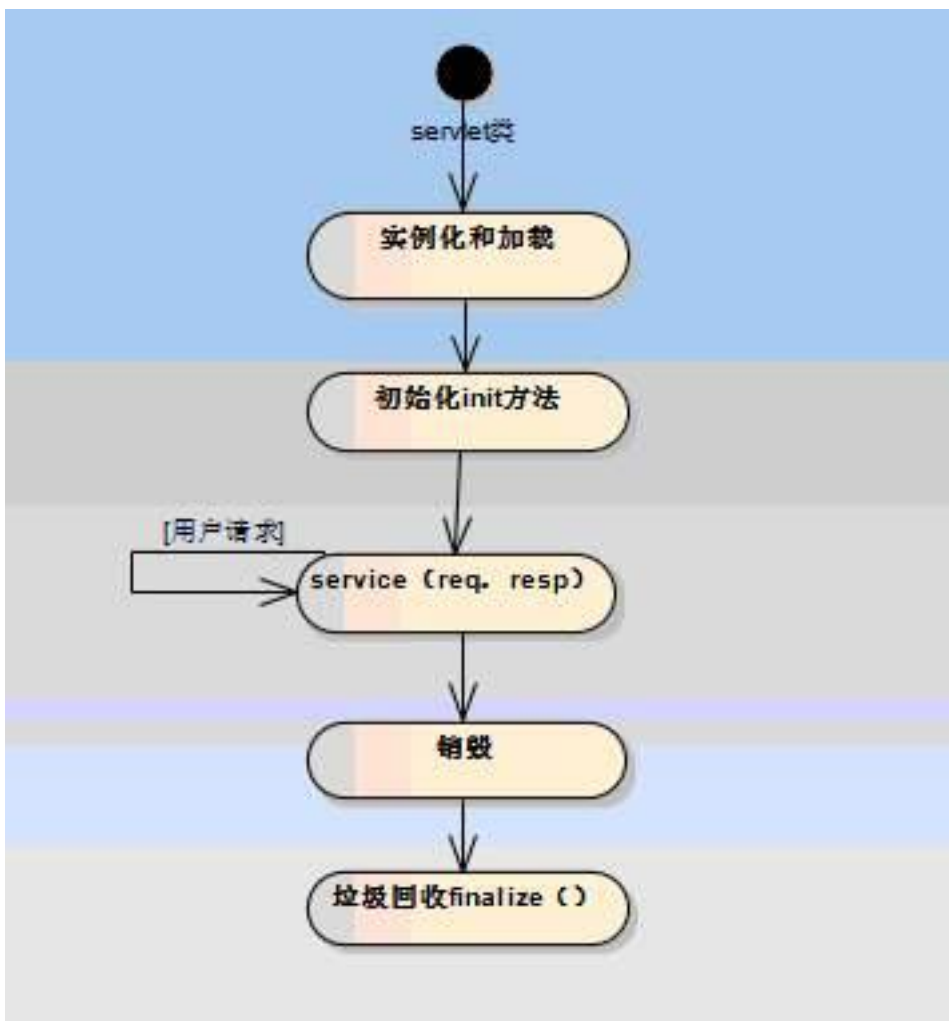 servlet类
实例化和加载
初始化init方法
[用户请求]
service（req. resp）
销毁
垃圾回收finalize（）